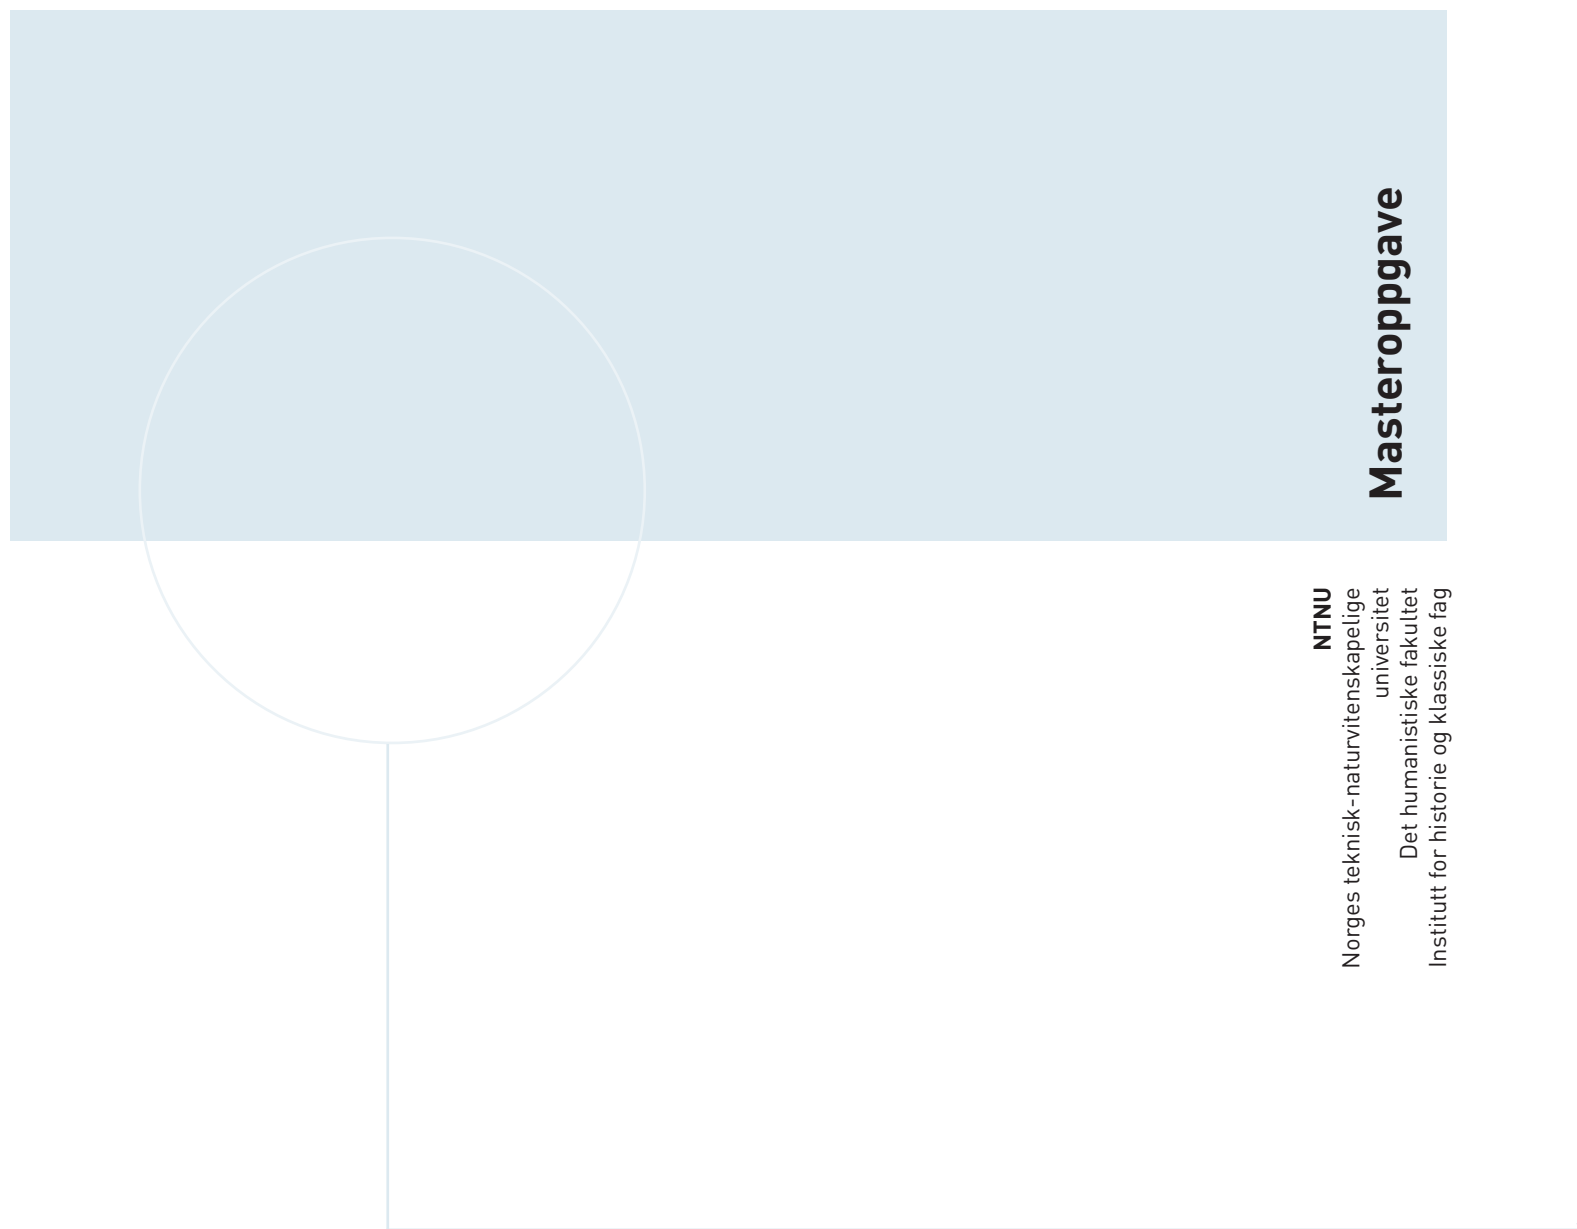 Masteroppgave
NTNU
Norges teknisk-naturvitenskapelige
universitet
Det humanistiske fakultet
Institutt for historie og klassiske fag